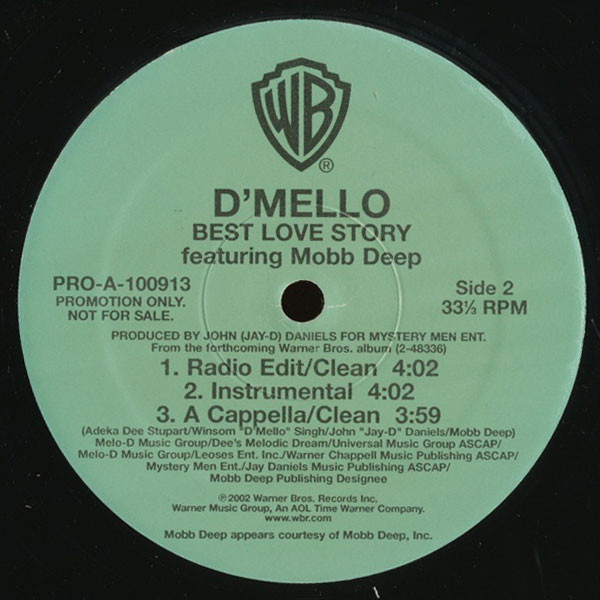 WB
®
D'MELLO
BEST LOVE STORY
featuring Mobb Deep
PRO-A-100913
PROMOTION ONLY.
NOT FOR SALE.
Side 2
33⅓ RPM
PRODUCED BY JOHN (JAY-D) DANIELS FOR MYSTERY MEN ENT.
From the forthcoming Warner Bros. album (2-48336)
1. Radio Edit/Clean 4:02
2. Instrumental 4:02
3. A Cappella/Clean 3:59
(Adeka Dee Stupart/Winsom "D'Mello" Singh/John "Jay-D" Daniels/Mobb Deep)
Melo-D Music Group/Dee's Melodic Dream/Universal Music Group ASCAP/
Melo-D Music Group/Leoses Ent. Inc./Warner Chappell Music Publishing ASCAP/
Mystery Men Ent./Jay Daniels Music Publishing ASCAP/
Mobb Deep Publishing Designee
℗2002 Warner Bros. Records Inc.
Warner Music Group, An AOL Time Warner Company.
www.wbr.com
Mobb Deep appears courtesy of Mobb Deep, Inc.